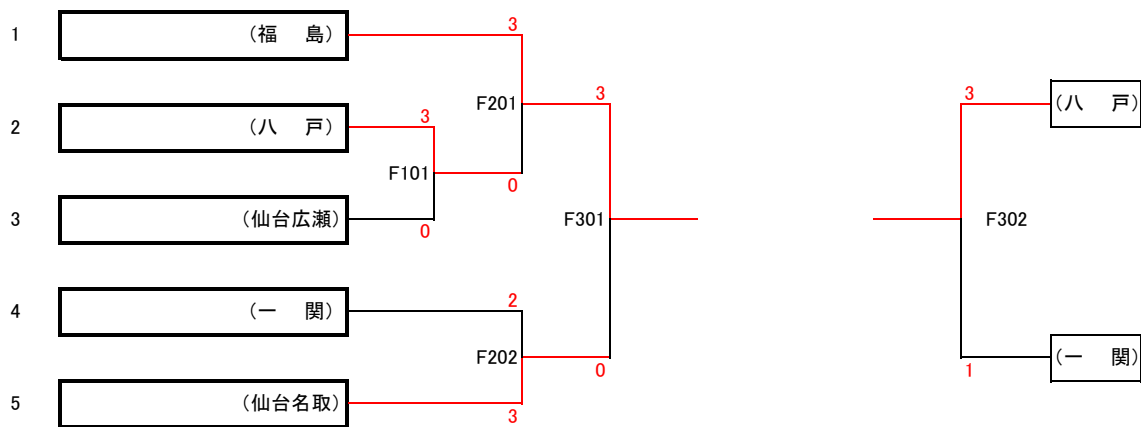 1 (福 島) 3
F201 3 3 (八 戸)
2 (八 戸) 3
F101
0
3 (仙台広瀬) 0 F301 F302
4 (一 関) 2
F202 0 1 (一 関)
5 (仙台名取) 3